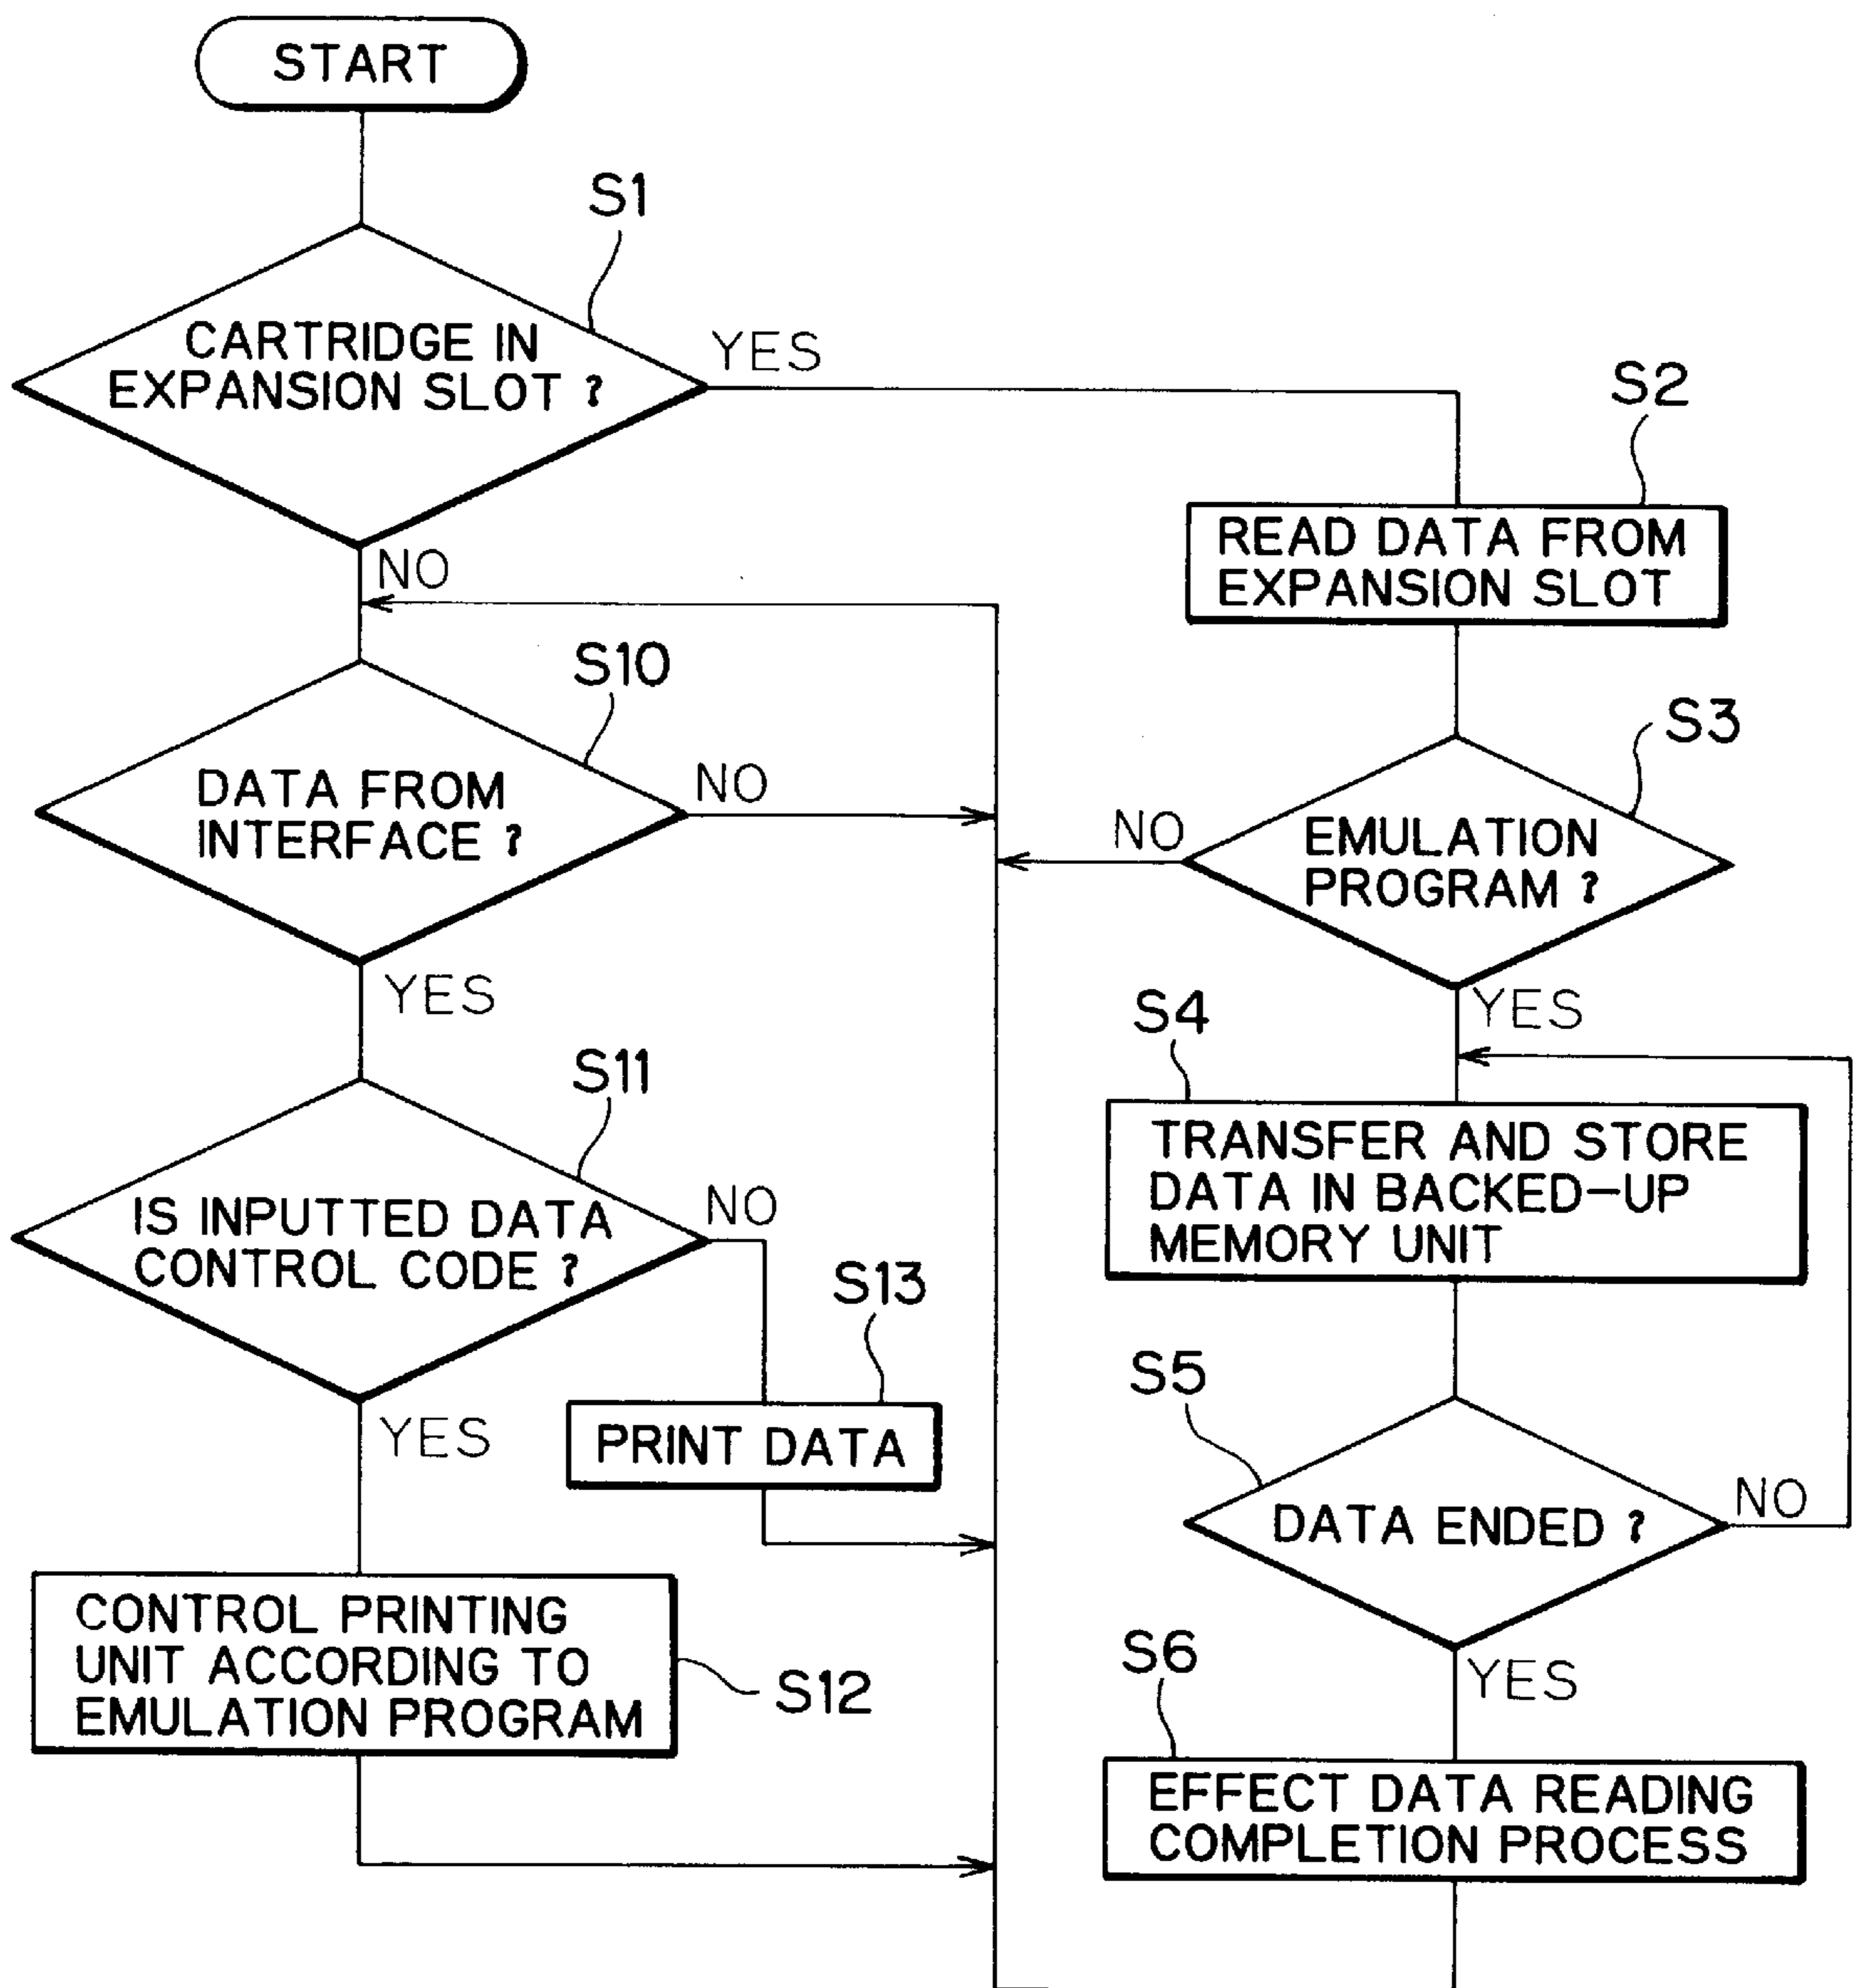 START
S1
CARTRIDGE IN
EXPANSION SLOT ?
YES
NO
S2
READ DATA FROM
EXPANSION SLOT
S10
DATA FROM
INTERFACE ?
NO
YES
S3
EMULATION
PROGRAM ?
NO
YES
S4
TRANSFER AND STORE
DATA IN BACKED-UP
MEMORY UNIT
S11
IS INPUTTED DATA
CONTROL CODE ?
NO
YES
S13
PRINT DATA
S5
DATA ENDED ?
NO
YES
CONTROL PRINTING
UNIT ACCORDING TO
EMULATION PROGRAM
S12
S6
EFFECT DATA READING
COMPLETION PROCESS